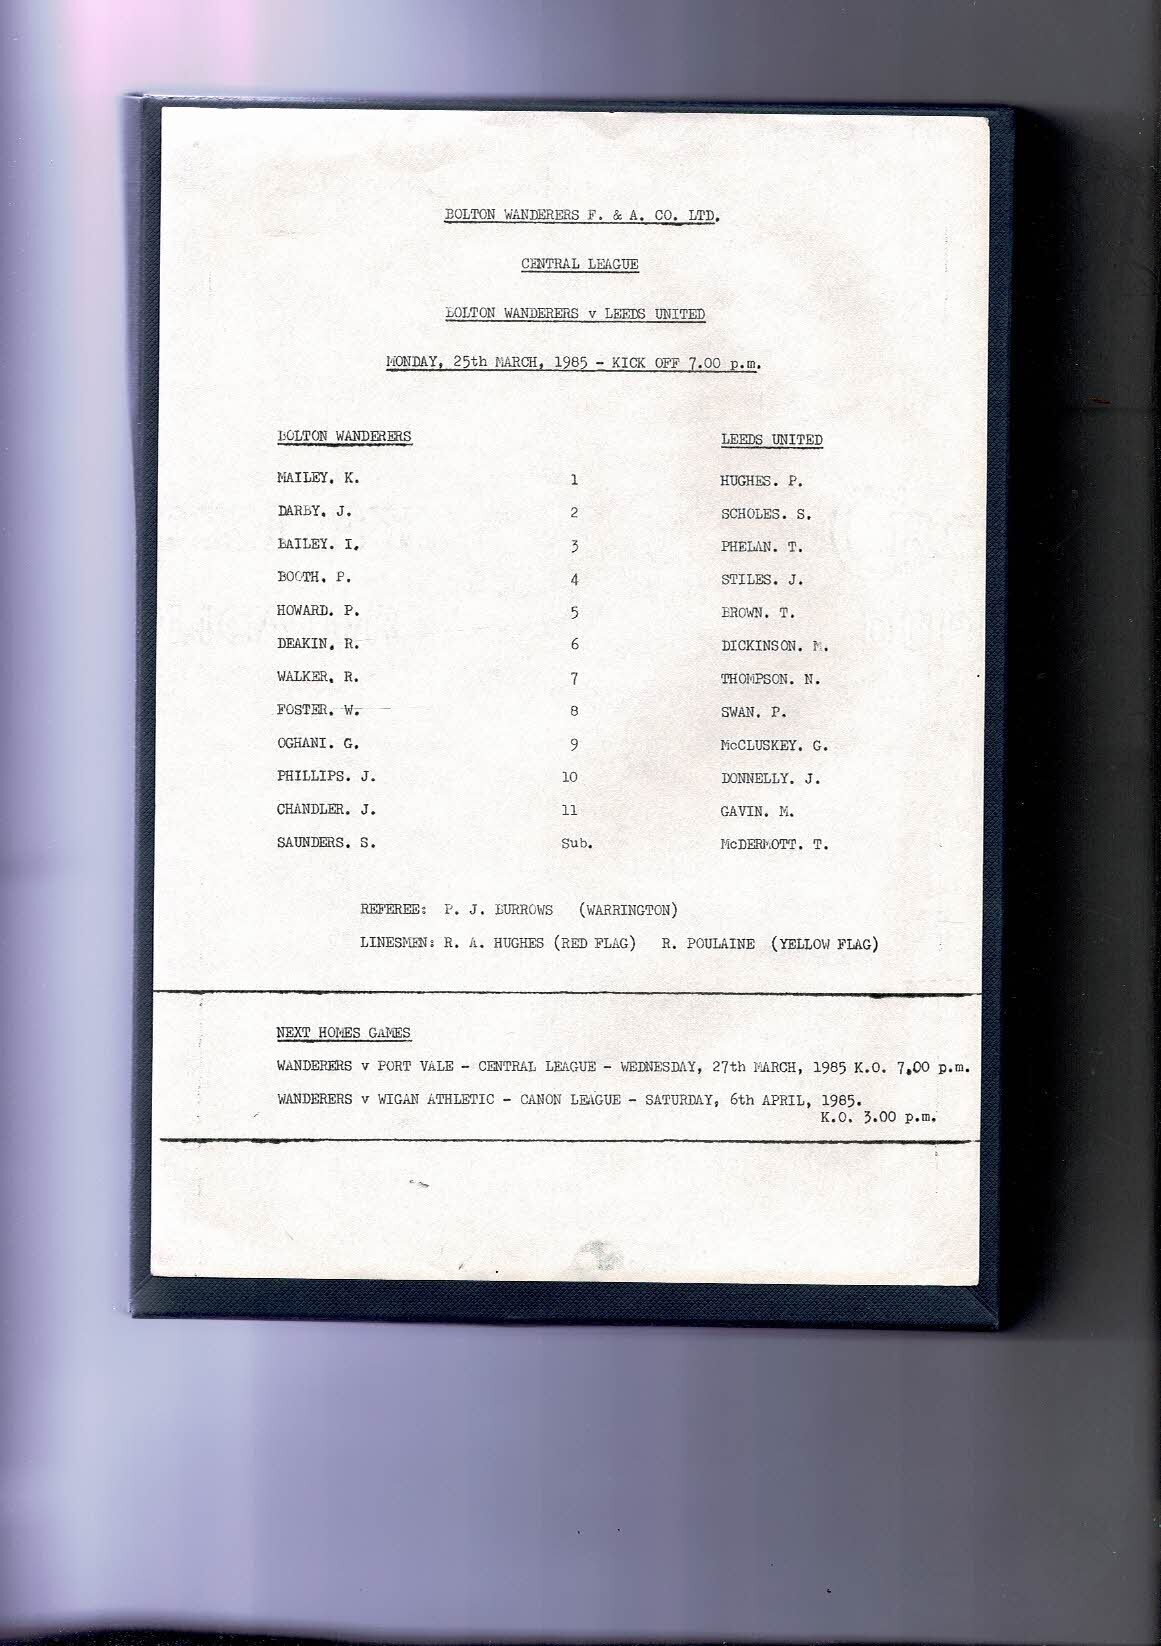 BOLTON WANDERERS F. & A. CO. LTD.
CENTRAL LEAGUE
BOLTON WANDERERS v LEEDS UNITED
MONDAY, 25th MARCH, 1985 - KICK OFF 7.00 p.m.
BOLTON WANDERERS LEEDS UNITED
MAILEY. K. 1 HUGHES. P.
DARBY. J. 2 SCHOLES. S.
BAILEY. I. 3 PHELAN. T.
BOOTH. P. 4 STILES. J.
HOWARD. P. 5 BROWN. T.
DEAKIN. R. 6 DICKINSON. M.
WALKER. R. 7 THOMPSON. N.
FOSTER. W. 8 SWAN. P.
OGHANI. G. 9 McCLUSKEY. G.
PHILLIPS. J. 10 DONNELLY. J.
CHANDLER. J. 11 GAVIN. M.
SAUNDERS. S. Sub. McDERMOTT. T.
REFEREE: P. J. BURROWS (WARRINGTON)
LINESMEN: R. A. HUGHES (RED FLAG) R. POULAINE (YELLOW FLAG)
NEXT HOMES GAMES
WANDERERS v PORT VALE - CENTRAL LEAGUE - WEDNESDAY, 27th MARCH, 1985 K.O. 7.00 p.m.
WANDERERS v WIGAN ATHLETIC - CANON LEAGUE - SATURDAY, 6th APRIL, 1985.
K.O. 3.00 p.m.